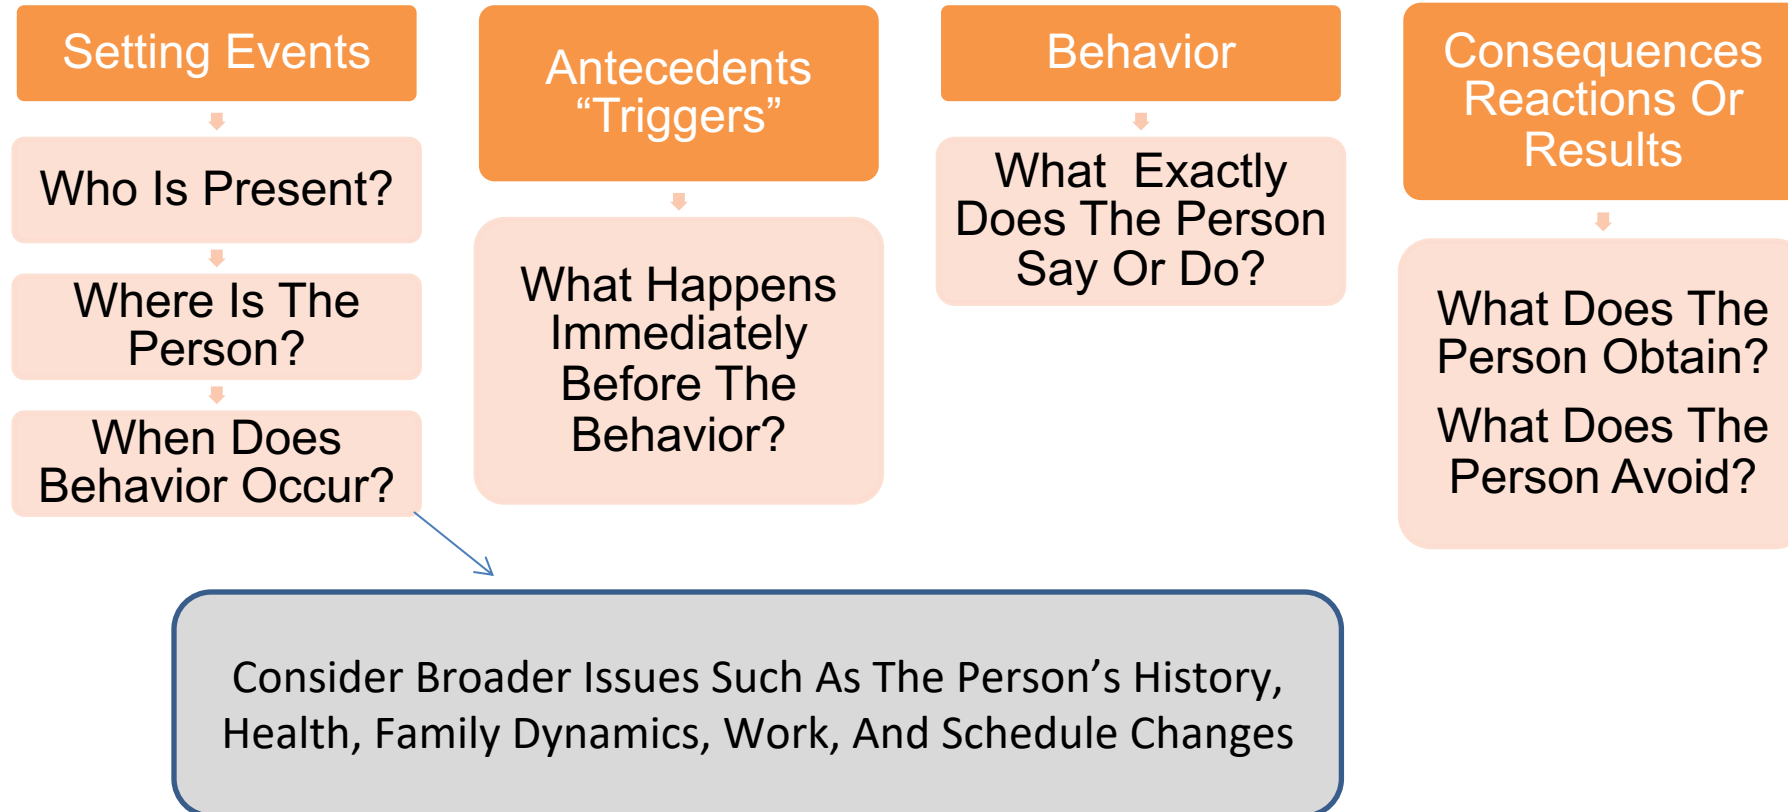 Setting Events
Who Is Present?
Where Is The
Person?
When Does
Behavior Occur?
Antecedents
“Triggers”
What Happens
Immediately
Before The
Behavior?
Behavior
What  Exactly
Does The Person
Say Or Do?
Consequences
Reactions Or
Results
What Does The
Person Obtain?
What Does The
Person Avoid?
Consider Broader Issues Such As The Person’s History,
Health, Family Dynamics, Work, And Schedule Changes